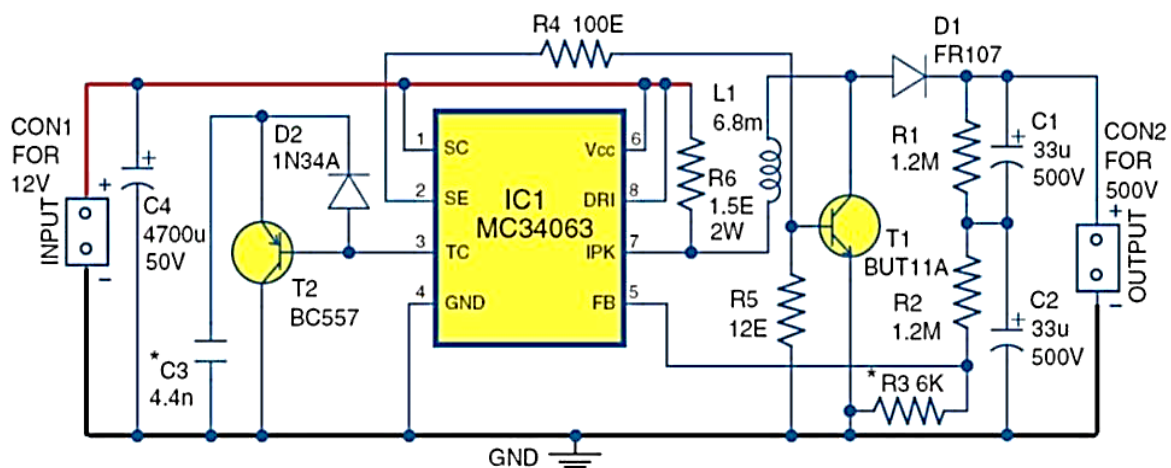 R4 100E
D1
FR107
CON1
FOR
12V
INPUT
+
−
+
C4
4700u
50V
D2
1N34A
T2
BC557
*C3
4.4n
1
SC
2
SE
3
TC
4
GND
IC1
MC34063
6
Vcc
8
DRI
7
IPK
5
FB
R6
1.5E
2W
L1
6.8m
R5
12E
T1
BUT11A
R1
1.2M
R2
1.2M
*R3 6K
+
C1
33u
500V
+
C2
33u
500V
CON2
FOR
500V
+
−
OUTPUT
GND